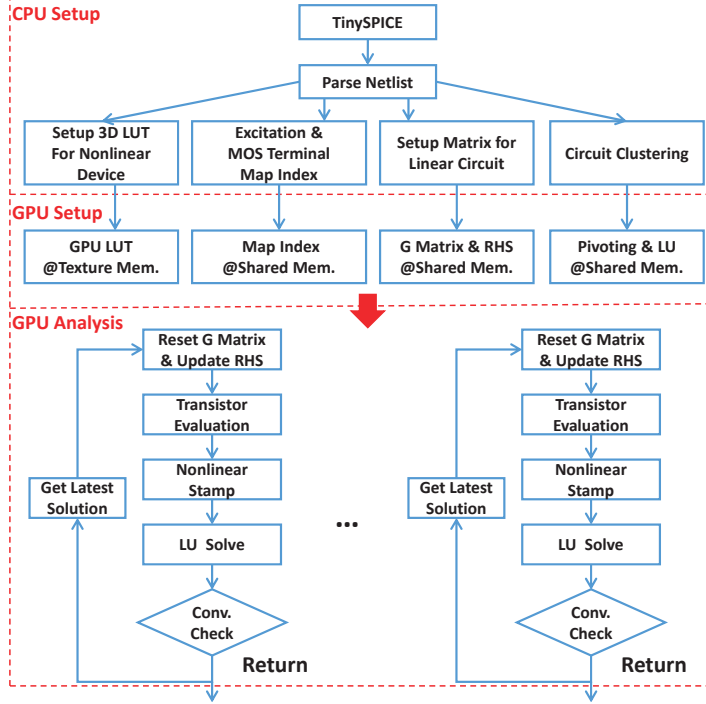 CPU Setup
TinySPICE
Parse Netlist
Setup 3D LUT
For Nonlinear
Device
Excitation &
MOS Terminal
Map Index
Setup Matrix for
Linear Circuit
Circuit Clustering
GPU Setup
GPU LUT
@Texture Mem.
Map Index
@Shared Mem.
G Matrix & RHS
@Shared Mem.
Pivoting & LU
@Shared Mem.
GPU Analysis
Reset G Matrix
& Update RHS
Transistor
Evaluation
Nonlinear
Stamp
Get Latest
Solution
LU Solve
Conv.
Check
Return
...
Reset G Matrix
& Update RHS
Transistor
Evaluation
Nonlinear
Stamp
Get Latest
Solution
LU Solve
Conv.
Check
Return